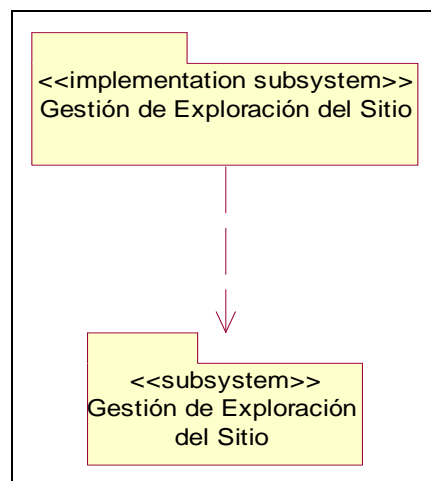 <<implementation subsystem>>
Gestión de Exploración del Sitio
<<subsystem>>
Gestión de Exploración
del Sitio